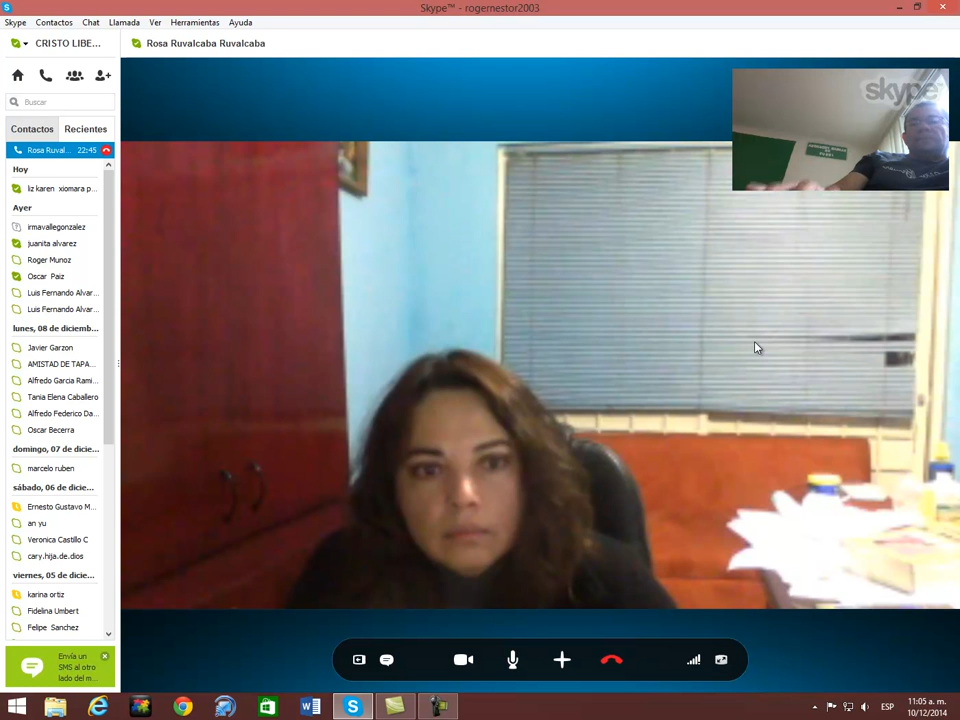 Skype™ - rogernestor2003
Skype Contactos Chat Llamada Ver Herramientas Ayuda
CRISTO LIBE...
Rosa Ruvalcaba Ruvalcaba
skype
Buscar
Contactos Recientes
Rosa Ruval... 22:45
Hoy
liz karen xiomara p...
Ayer
irmavallegonzalez
juanita alvarez
Roger Munoz
Oscar Paiz
Luis Fernando Alvar...
Luis Fernando Alvar...
lunes, 08 de diciemb...
Javier Garzon
AMISTAD DE TAPA...
Alfredo Garcia Rami...
Tania Elena Caballero
Alfredo Federico Da...
Oscar Becerra
domingo, 07 de dicie...
marcelo ruben
sábado, 06 de dicie...
Ernesto Gustavo M...
an yu
Veronica Castillo C
cary.hija.de.dios
viernes, 05 de dicie...
karina ortiz
Fidelina Umbert
Felipe Sanchez
Envía un
SMS al otro
lado del m...
ESP
11:05 a. m.
10/12/2014